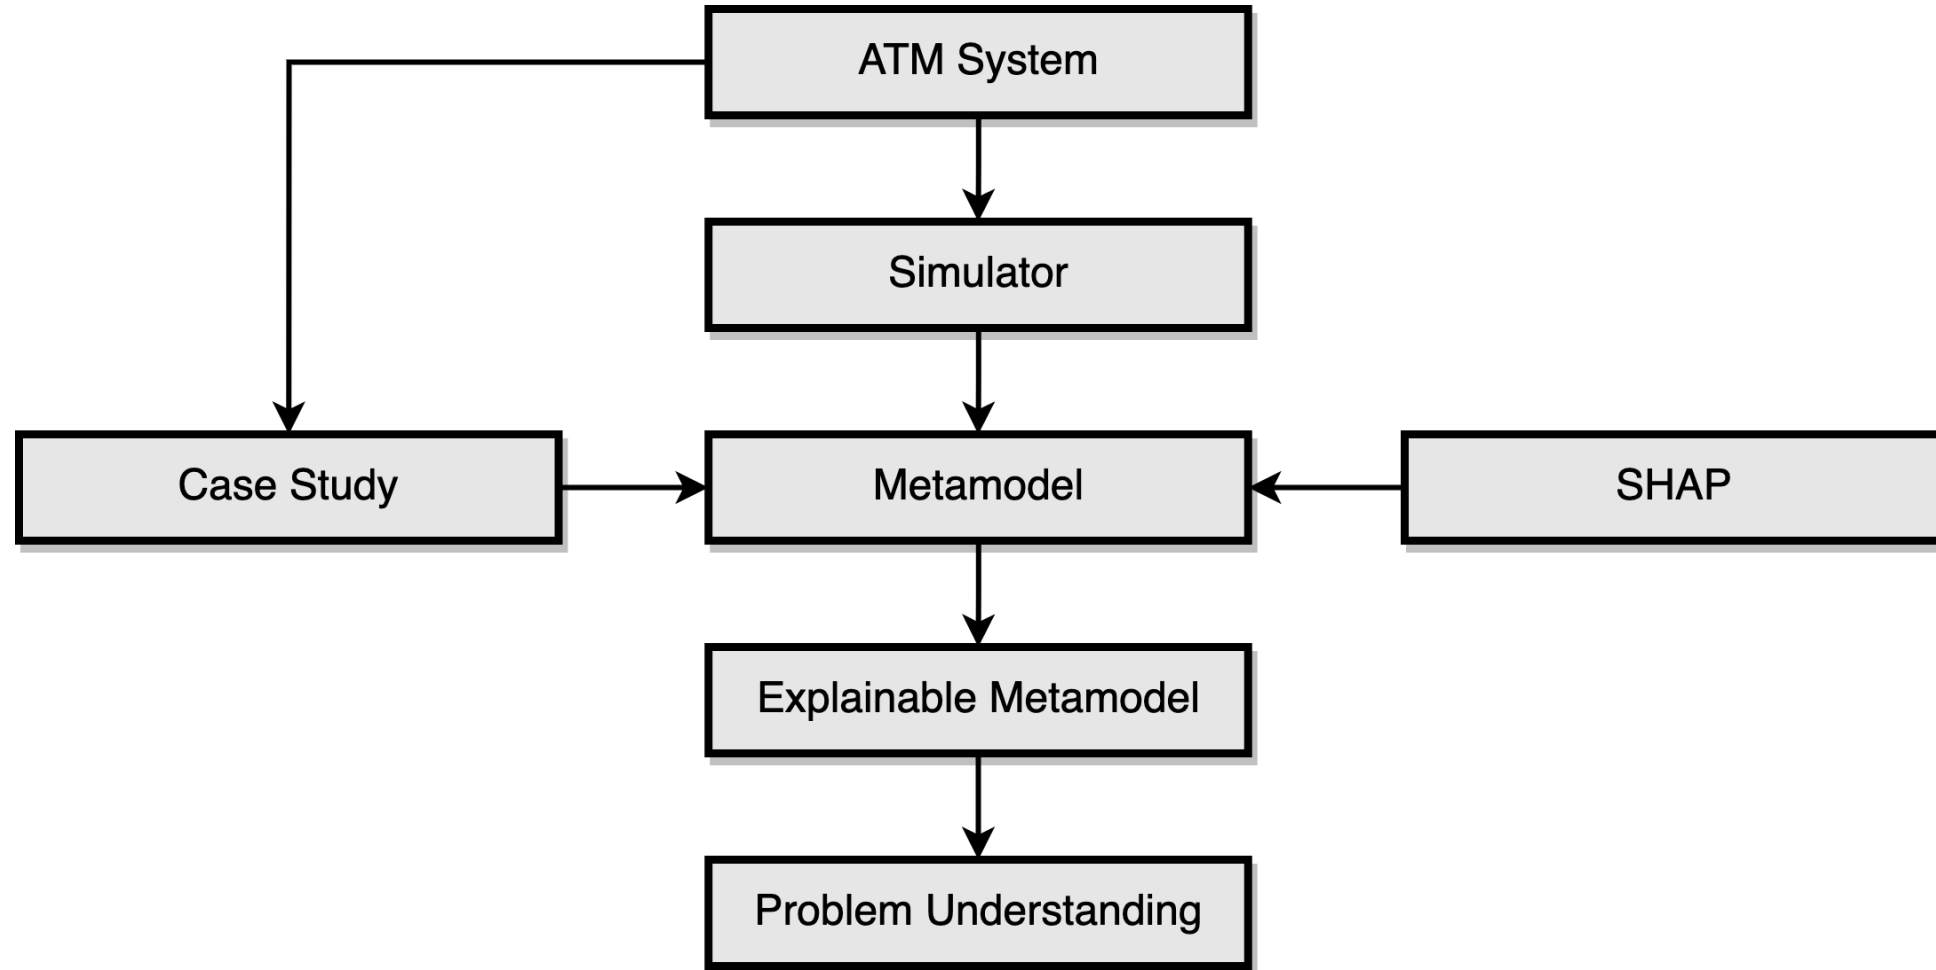 ATM System
Simulator
Case Study
Metamodel
SHAP
Explainable Metamodel
Problem Understanding